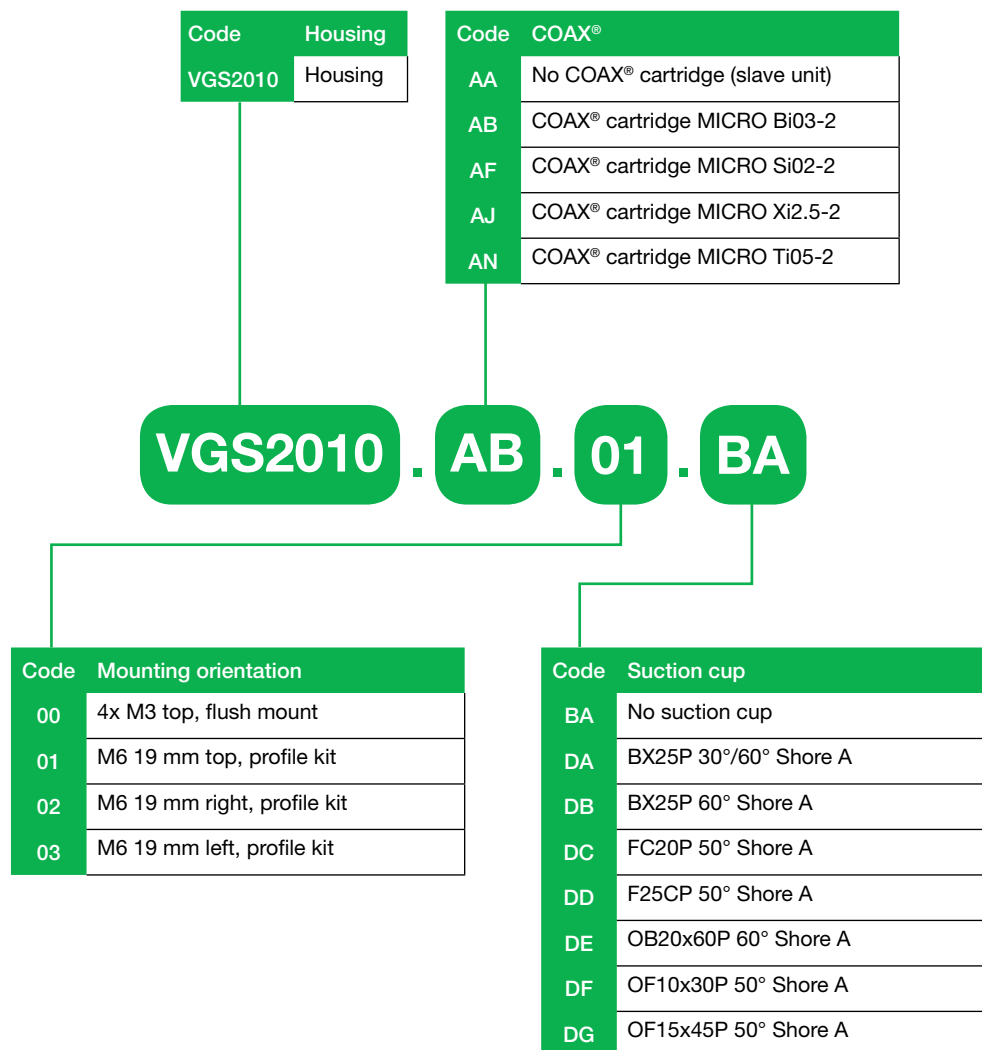 Code Housing
VGS2010 Housing
Code COAX®
AA No COAX® cartridge (slave unit)
AB COAX® cartridge MICRO Bi03-2
AF COAX® cartridge MICRO Si02-2
AJ COAX® cartridge MICRO Xi2.5-2
AN COAX® cartridge MICRO Ti05-2
VGS2010 . AB . 01 . BA
Code Mounting orientation
00 4x M3 top, flush mount
01 M6 19 mm top, profile kit
02 M6 19 mm right, profile kit
03 M6 19 mm left, profile kit
Code Suction cup
BA No suction cup
DA BX25P 30°/60° Shore A
DB BX25P 60° Shore A
DC FC20P 50° Shore A
DD F25CP 50° Shore A
DE OB20x60P 60° Shore A
DF OF10x30P 50° Shore A
DG OF15x45P 50° Shore A